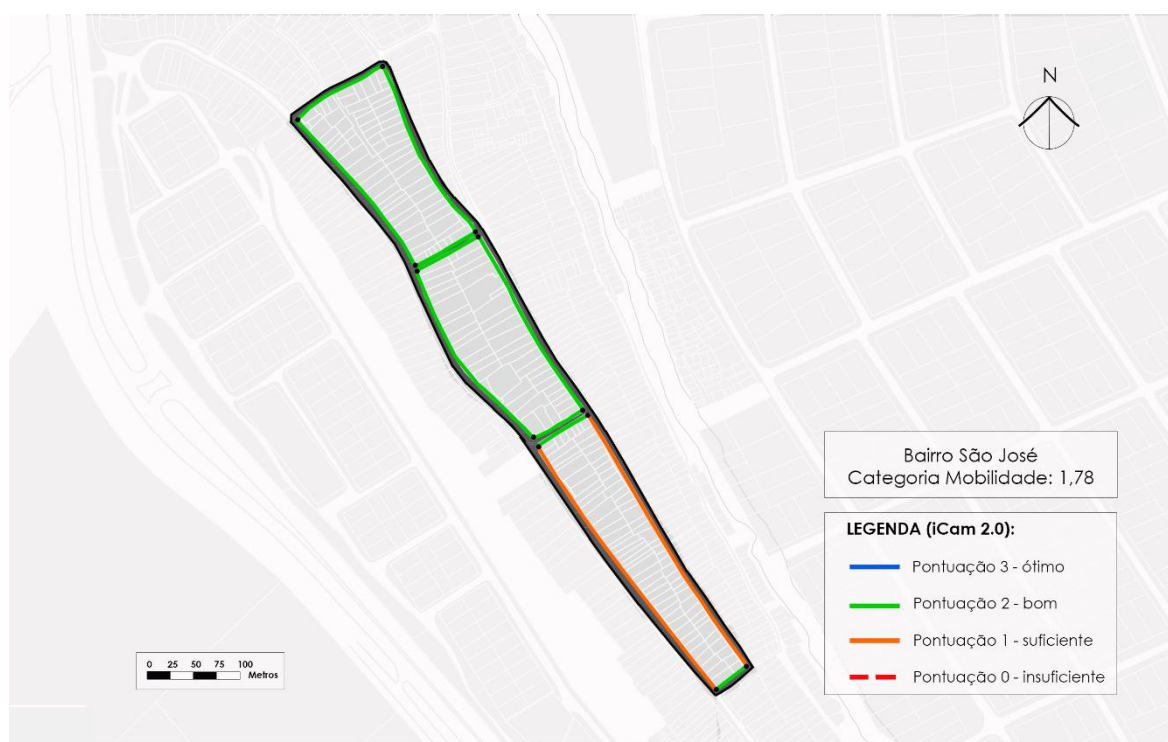 N
Bairro São José
Categoria Mobilidade: 1,78
LEGENDA (iCam 2.0):
Pontuação 3 - ótimo
Pontuação 2 - bom
Pontuação 1 - suficiente
Pontuação 0 - insuficiente
0 25 50 75 100
Metros